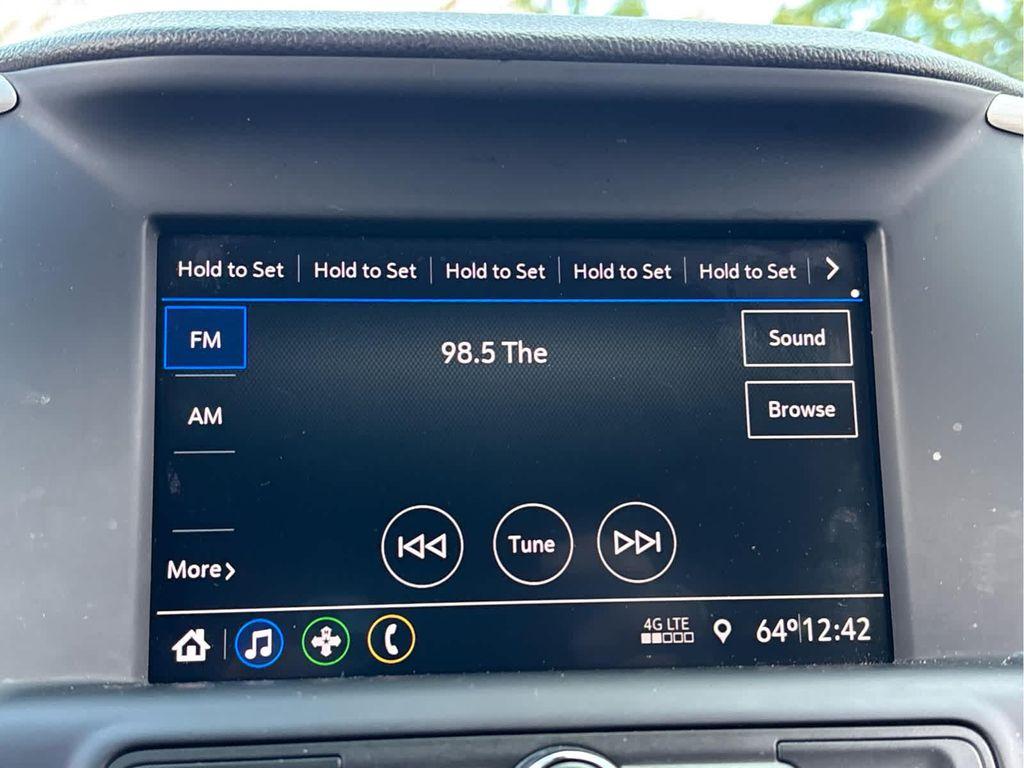 Hold to Set Hold to Set Hold to Set Hold to Set Hold to Set
FM
98.5 The
Sound
AM
Browse
Tune
More
4G LTE
64° 12:42